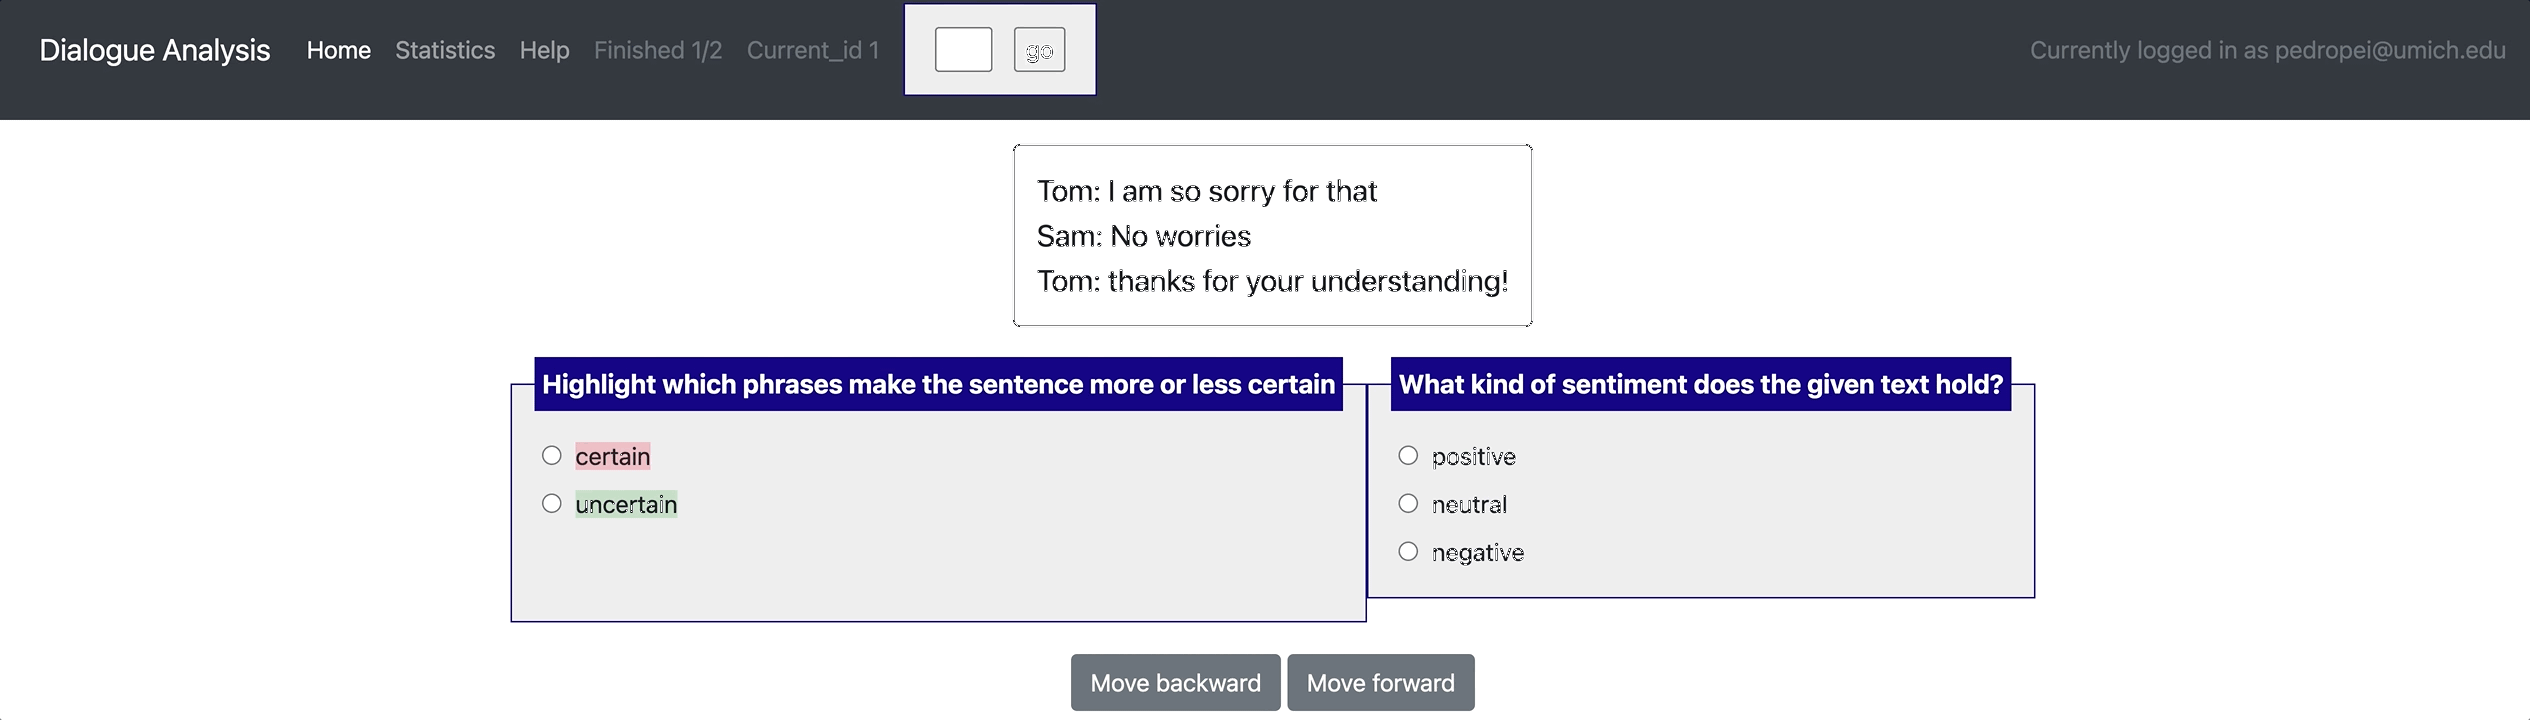 Dialogue Analysis Home Statistics Help Finished 1/2 Current_id 1 go Currently logged in as pedropei@umich.edu
Tom: I am so sorry for that
Sam: No worries
Tom: thanks for your understanding!
Highlight which phrases make the sentence more or less certain
certain
uncertain
What kind of sentiment does the given text hold?
positive
neutral
negative
Move backward Move forward